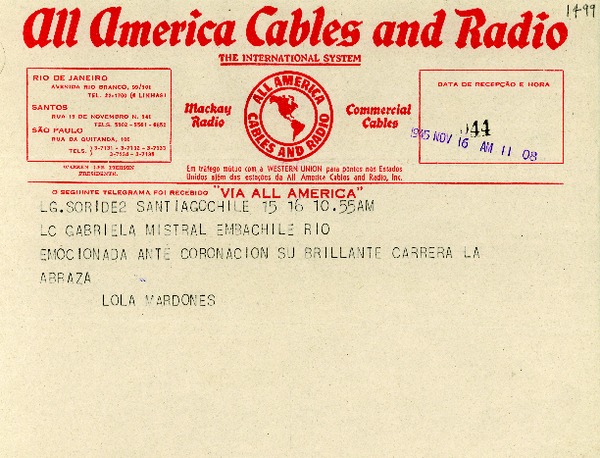 1499
All America Cables and Radio
THE INTERNATIONAL SYSTEM
RIO DE JANEIRO
AVENIDA RIO BRANCO, 99/101
SANTOS
RUA 15 DE NOVEMBRO N. 141
SÃO PAULO
RUA DA QUITANDA, 106
PRESIDENTE.
Mackay
Radio
ALL AMERICA
CABLES AND RADIO
Commercial
Cables
Em tráfego mútuo com a WESTERN UNION para pontos nos Estados
Unidos além das estações da All America Cables and Radio, Inc.
DATA DE RECEPÇÃO E HORA
1945 NOV 16 AM 11 08
O SEGUINTE TELEGRAMA FOI RECEBIDO "VIA ALL AMERICA"
LG.SORIDE2 SANTIAGOCHILE 15 16 10.55AM
LC GABRIELA MISTRAL EMBACHILE RIO
EMOCIONADA ANTE CORONACION SU BRILLANTE CARRERA LA
ABRAZA
LOLA MARDONES